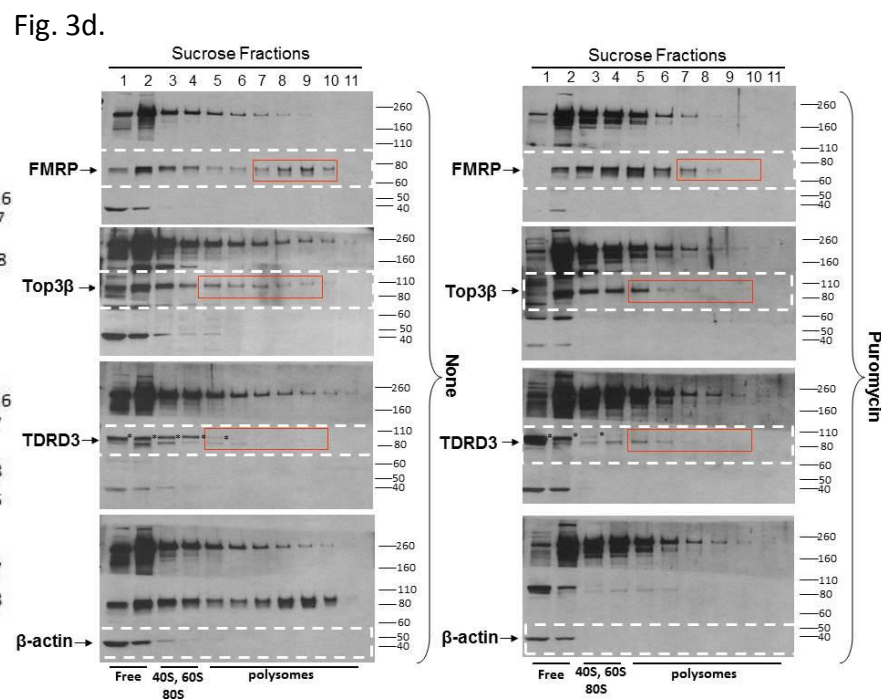 Fig. 3d.
Sucrose Fractions
1 2 3 4 5 6 7 8 9 10 11
260
160
110
FMRP
80
60
50
40
260
160
Top3β
110
80
60
50
40
260
160
TDRD3
* * * *
110
80
60
50
40
260
160
110
80
60
β-actin
50
40
Free
40S, 60S
80S
polysomes
None
Sucrose Fractions
1 2 3 4 5 6 7 8 9 10 11
260
160
110
FMRP
80
60
50
40
260
160
Top3β
110
80
60
50
40
260
160
TDRD3
* * *
110
80
60
50
40
260
160
110
80
60
β-actin
50
40
Free
40S, 60S
80S
polysomes
Puromycin
6
7
8
6